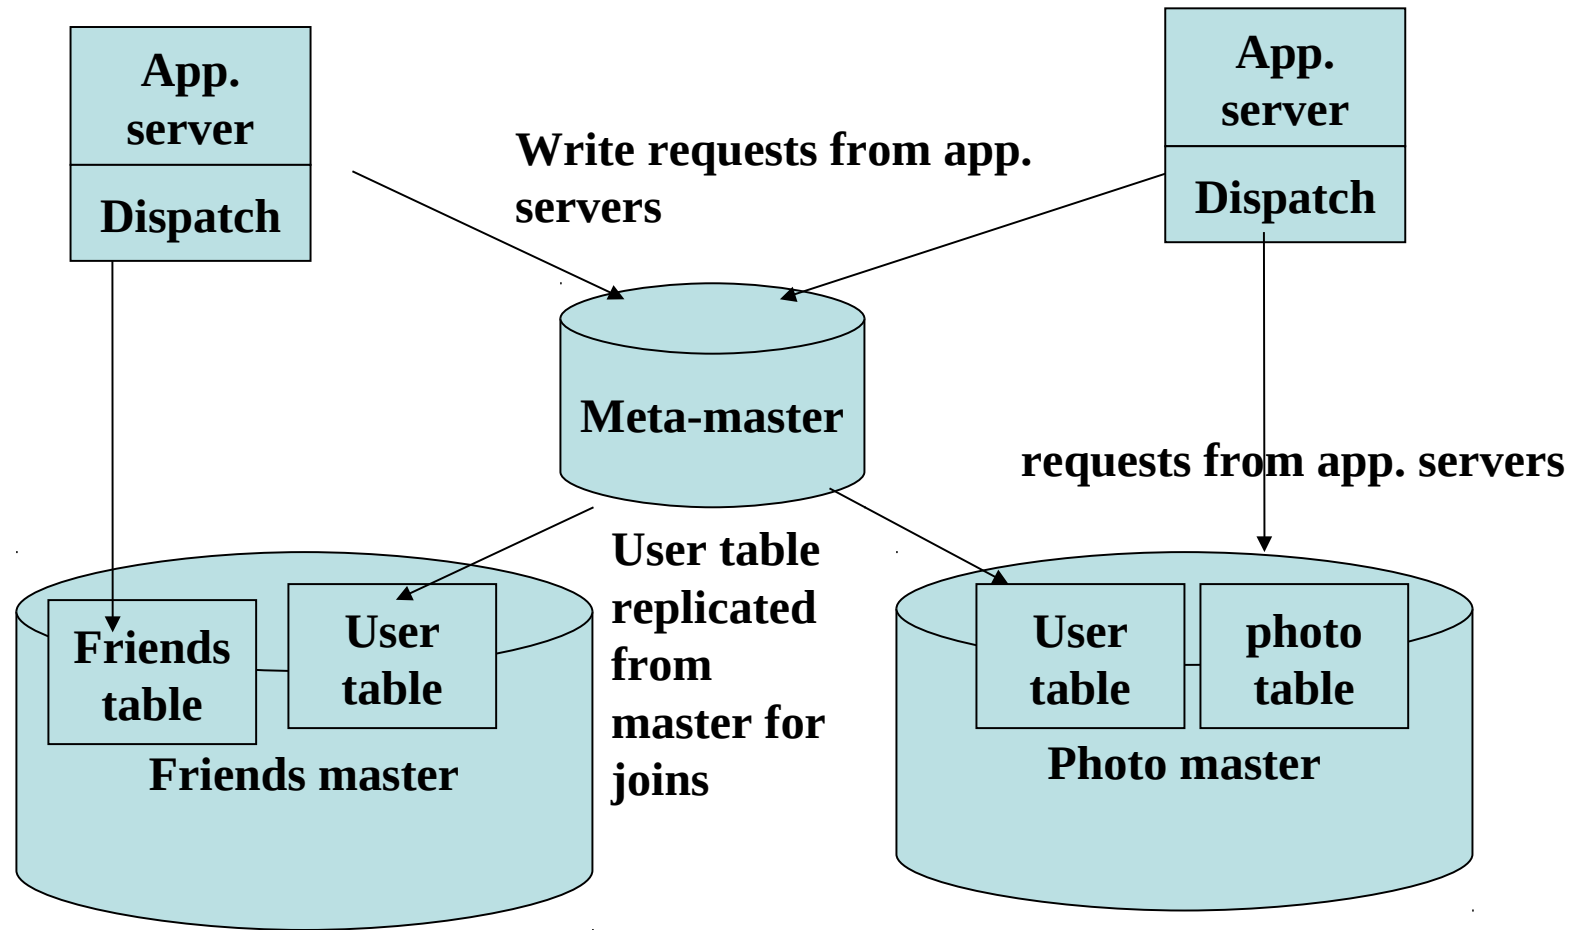 App.
server
Dispatch
App.
server
Dispatch
Write requests from app.
servers
Meta-master
requests from app. servers
User table
replicated
from
master for
joins
Friends
table
User
table
Friends master
User
table
photo
table
Photo master